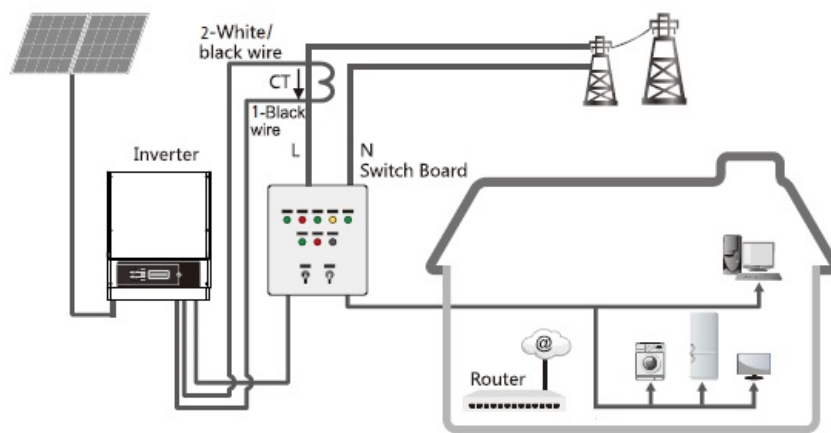 2-White/
black wire
CT
1-Black
wire
L
N
Switch Board
Inverter
@
Router